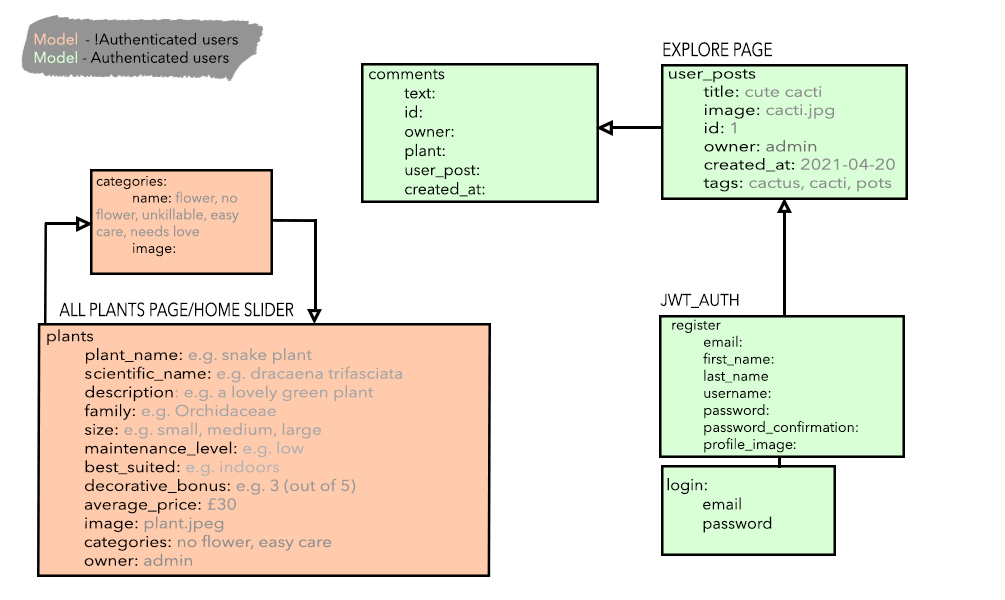 Model - !Authenticated users
Model - Authenticated users
comments
text:
id:
owner:
plant:
user_post:
created_at:
EXPLORE PAGE
user_posts
title: cute cacti
image: cacti.jpg
id: 1
owner: admin
created_at: 2021-04-20
tags: cactus, cacti, pots
categories:
name: flower, no
flower, unkillable, easy
care, needs love
image:
ALL PLANTS PAGE/HOME SLIDER
plants
plant_name: e.g. snake plant
scientific_name: e.g. dracaena trifasciata
description: e.g. a lovely green plant
family: e.g. Orchidaceae
size: e.g. small, medium, large
maintenance_level: e.g. low
best_suited: e.g. indoors
decorative_bonus: e.g. 3 (out of 5)
average_price: £30
image: plant.jpeg
categories: no flower, easy care
owner: admin
JWT_AUTH
register
email:
first_name:
last_name
username:
password:
password_confirmation:
profile_image:
login:
email
password